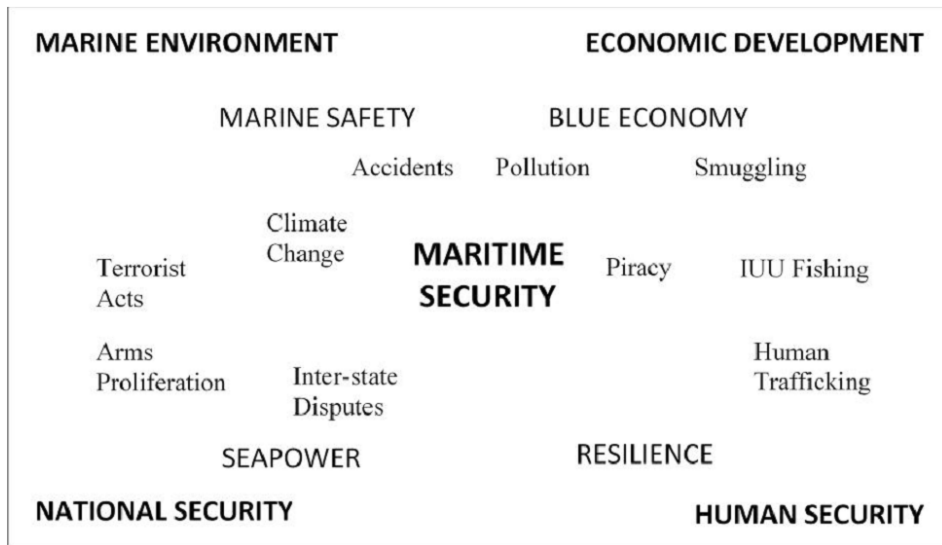 MARINE ENVIRONMENT
ECONOMIC DEVELOPMENT
MARINE SAFETY
BLUE ECONOMY
Accidents
Pollution
Smuggling
Climate
Change
MARITIME
SECURITY
Terrorist
Acts
Piracy
IUU Fishing
Arms
Proliferation
Inter-state
Disputes
Human
Trafficking
SEAPOWER
RESILIENCE
NATIONAL SECURITY
HUMAN SECURITY